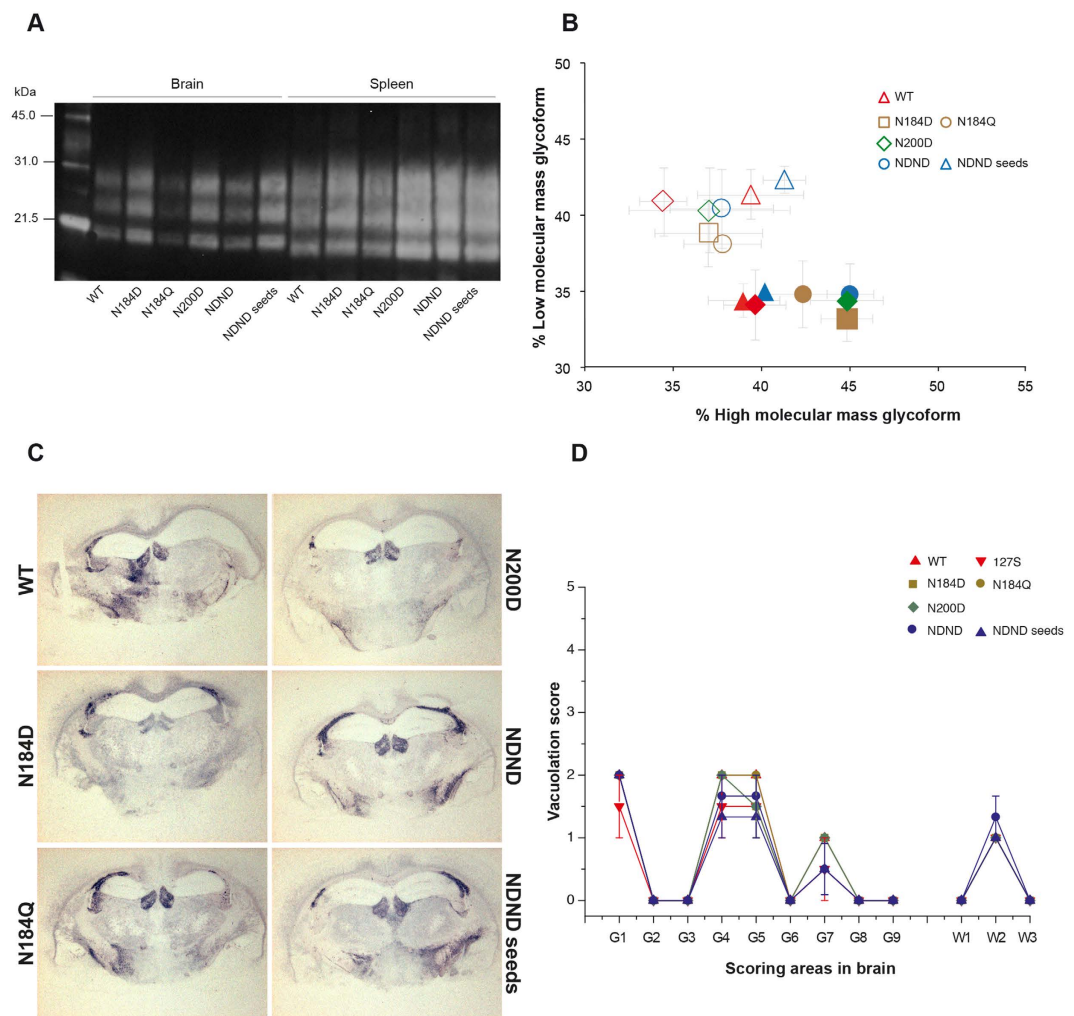 A
Brain Spleen
kDa
45.0
31.0
21.5
WT N184D N184Q N200D NDND NDND seeds WT N184D N184Q N200D NDND NDND seeds
B
50
45
40
35
30
30 35 40 45 50 55
% Low molecular mass glycoform
% High molecular mass glycoform
WT
N184D N184Q
N200D
NDND NDND seeds
C
WT N200D
N184D NDND
N184Q NDND seeds
D
WT 127S
N184D N184Q
N200D
NDND NDND seeds
5
4
3
2
1
0
Vacuolation score
G1 G2 G3 G4 G5 G6 G7 G8 G9 W1 W2 W3
Scoring areas in brain